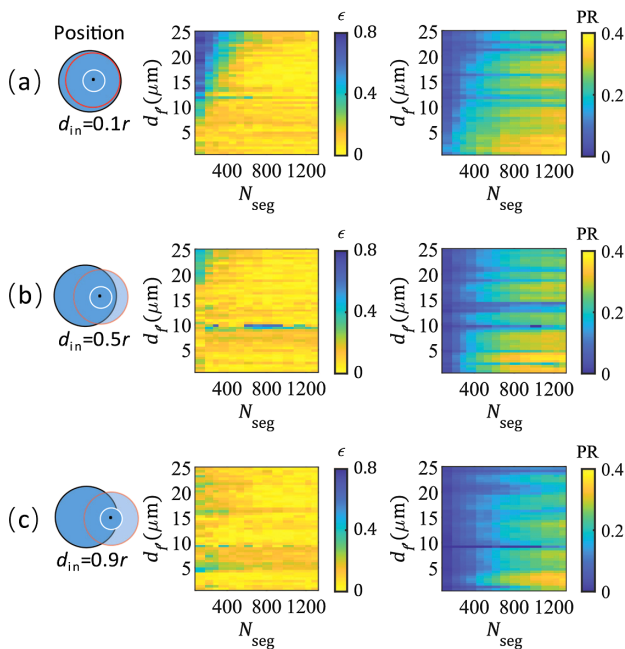 Position
(a)
d_in=0.1r
ϵ
25
20
15
10
5
d_f(μm)
400 800 1200
N_seg
0.8
0.4
0
PR
25
20
15
10
5
d_f(μm)
400 800 1200
N_seg
0.4
0.2
0
(b)
d_in=0.5r
ϵ
25
20
15
10
5
d_f(μm)
400 800 1200
N_seg
0.8
0.4
0
PR
25
20
15
10
5
d_f(μm)
400 800 1200
N_seg
0.4
0.2
0
(c)
d_in=0.9r
ϵ
25
20
15
10
5
d_f(μm)
400 800 1200
N_seg
0.8
0.4
0
PR
25
20
15
10
5
d_f(μm)
400 800 1200
N_seg
0.4
0.2
0